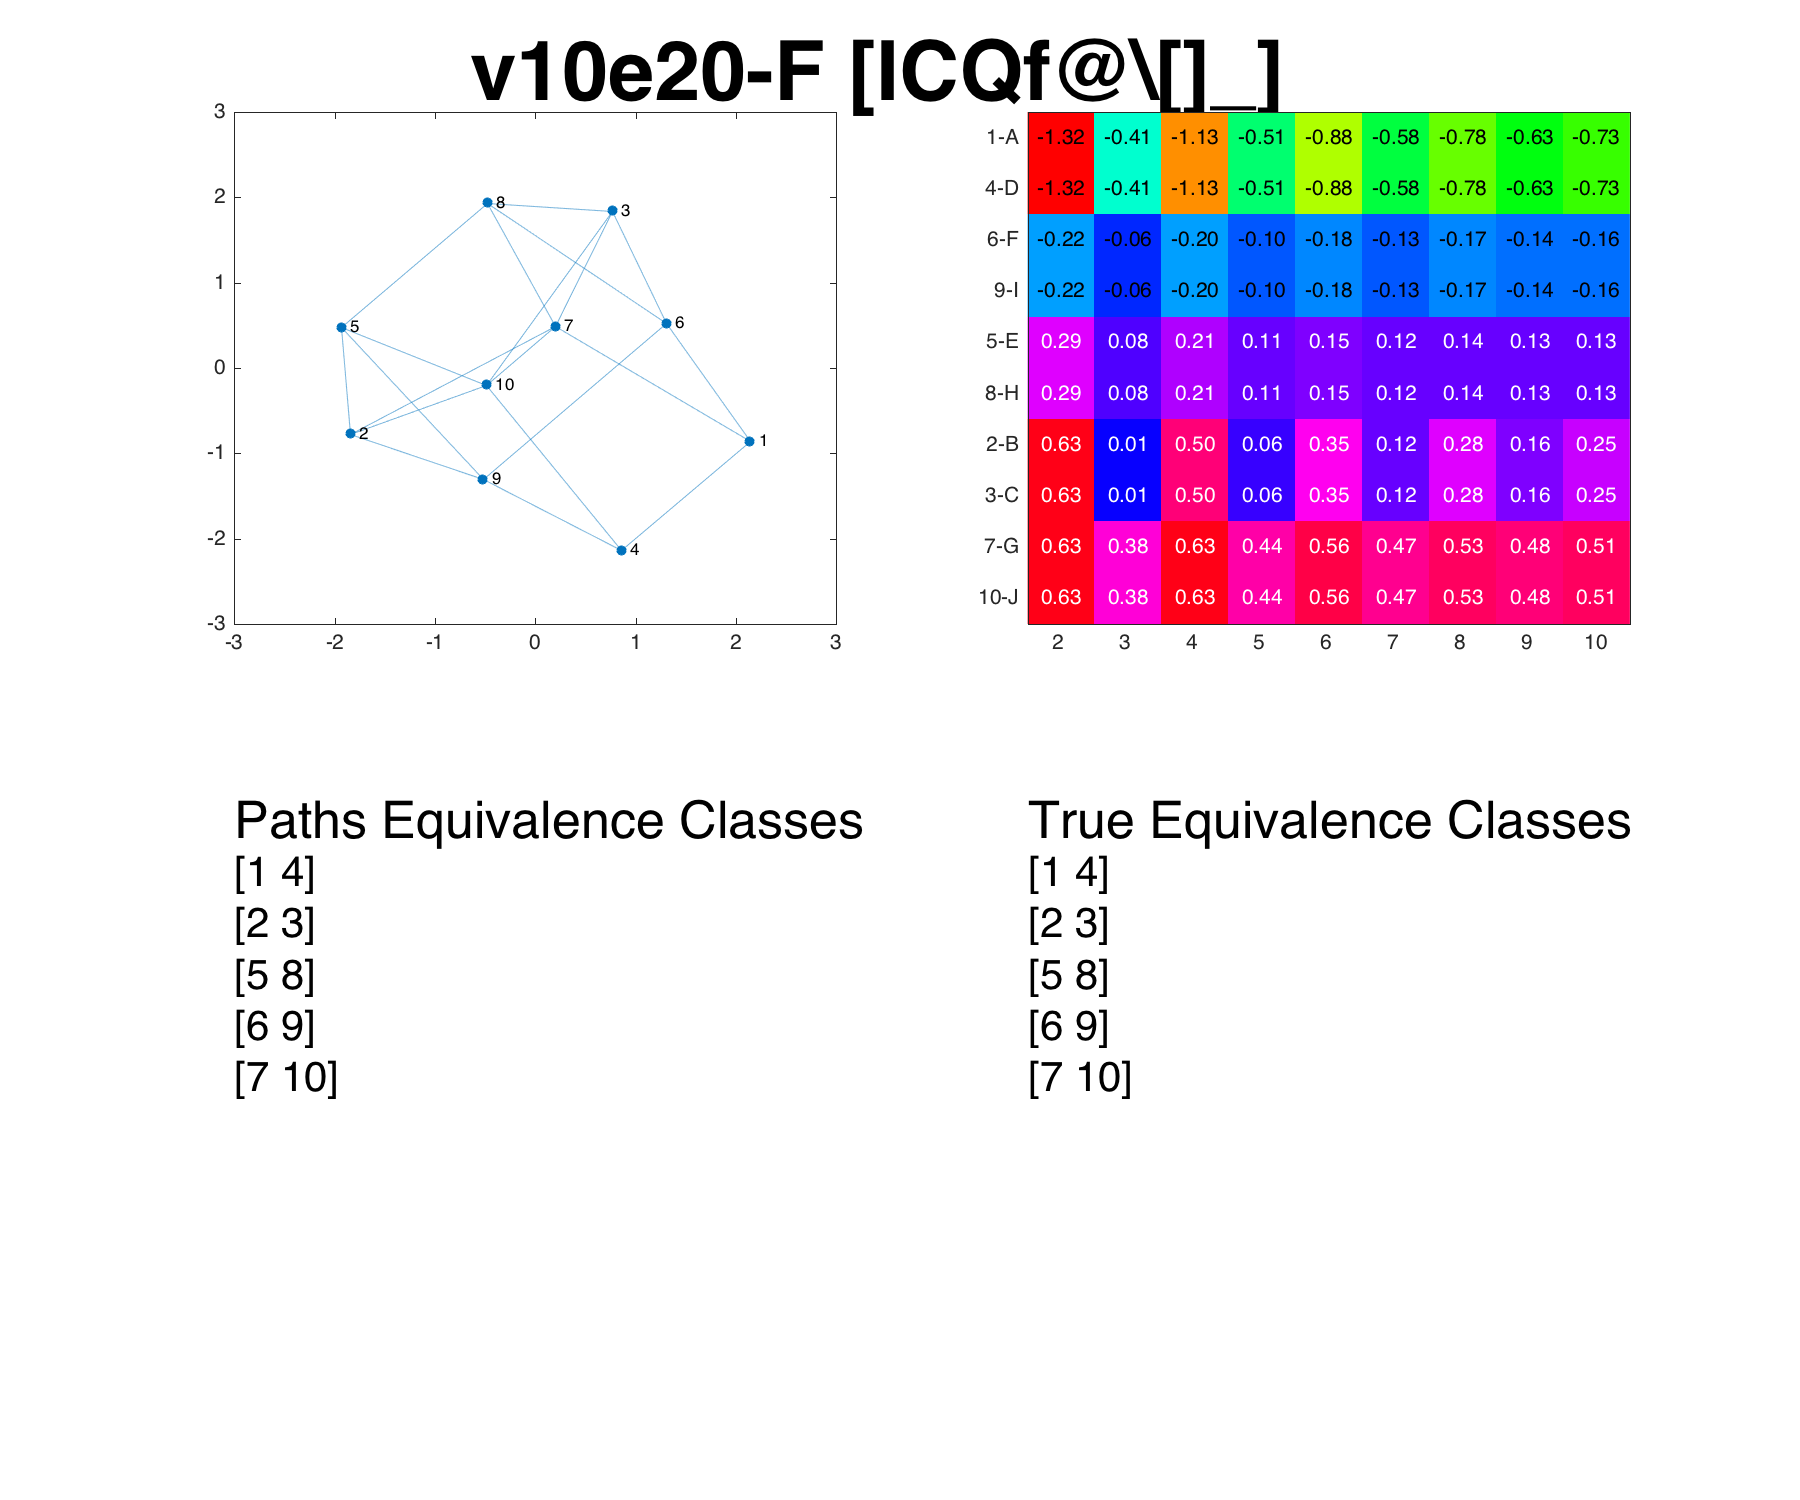 v10e20-F [ICQf@\[]_]
3
2
1
0
-1
-2
-3
-3 -2 -1 0 1 2 3
8
3
5
7
6
10
2
1
9
4
1-A -1.32 -0.41 -1.13 -0.51 -0.88 -0.58 -0.78 -0.63 -0.73
4-D -1.32 -0.41 -1.13 -0.51 -0.88 -0.58 -0.78 -0.63 -0.73
6-F -0.22 -0.06 -0.20 -0.10 -0.18 -0.13 -0.17 -0.14 -0.16
9-I -0.22 -0.06 -0.20 -0.10 -0.18 -0.13 -0.17 -0.14 -0.16
5-E 0.29 0.08 0.21 0.11 0.15 0.12 0.14 0.13 0.13
8-H 0.29 0.08 0.21 0.11 0.15 0.12 0.14 0.13 0.13
2-B 0.63 0.01 0.50 0.06 0.35 0.12 0.28 0.16 0.25
3-C 0.63 0.01 0.50 0.06 0.35 0.12 0.28 0.16 0.25
7-G 0.63 0.38 0.63 0.44 0.56 0.47 0.53 0.48 0.51
10-J 0.63 0.38 0.63 0.44 0.56 0.47 0.53 0.48 0.51
2 3 4 5 6 7 8 9 10
Paths Equivalence Classes
[1 4]
[2 3]
[5 8]
[6 9]
[7 10]
True Equivalence Classes
[1 4]
[2 3]
[5 8]
[6 9]
[7 10]